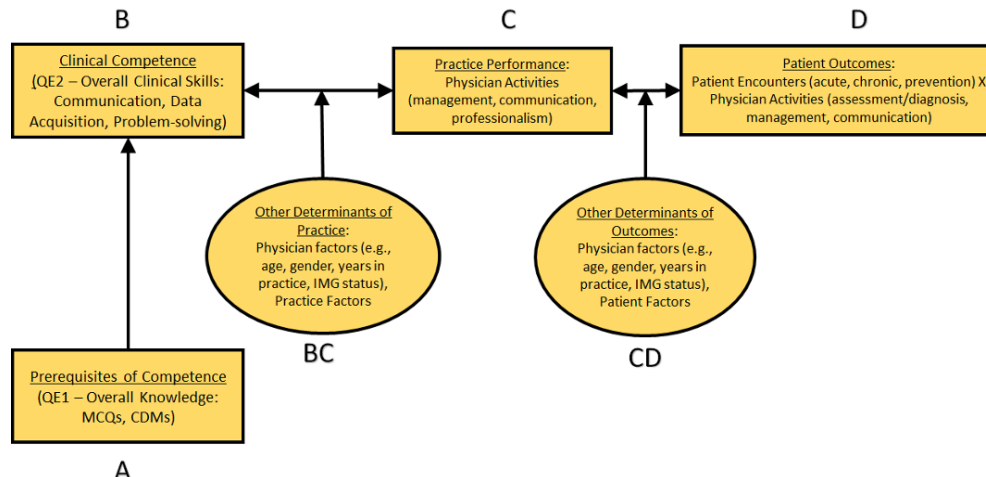 B
C
D
Clinical Competence
(QE2 – Overall Clinical Skills:
Communication, Data
Acquisition, Problem-solving)
Practice Performance:
Physician Activities
(management, communication,
professionalism)
Patient Outcomes:
Patient Encounters (acute, chronic, prevention) X
Physician Activities (assessment/diagnosis,
management, communication)
Other Determinants of
Practice:
Physician factors (e.g.,
age, gender, years in
practice, IMG status),
Practice Factors
BC
Other Determinants of
Outcomes:
Physician factors (e.g.,
age, gender, years in
practice, IMG status),
Patient Factors
CD
Prerequisites of Competence
(QE1 – Overall Knowledge:
MCQs, CDMs)
A